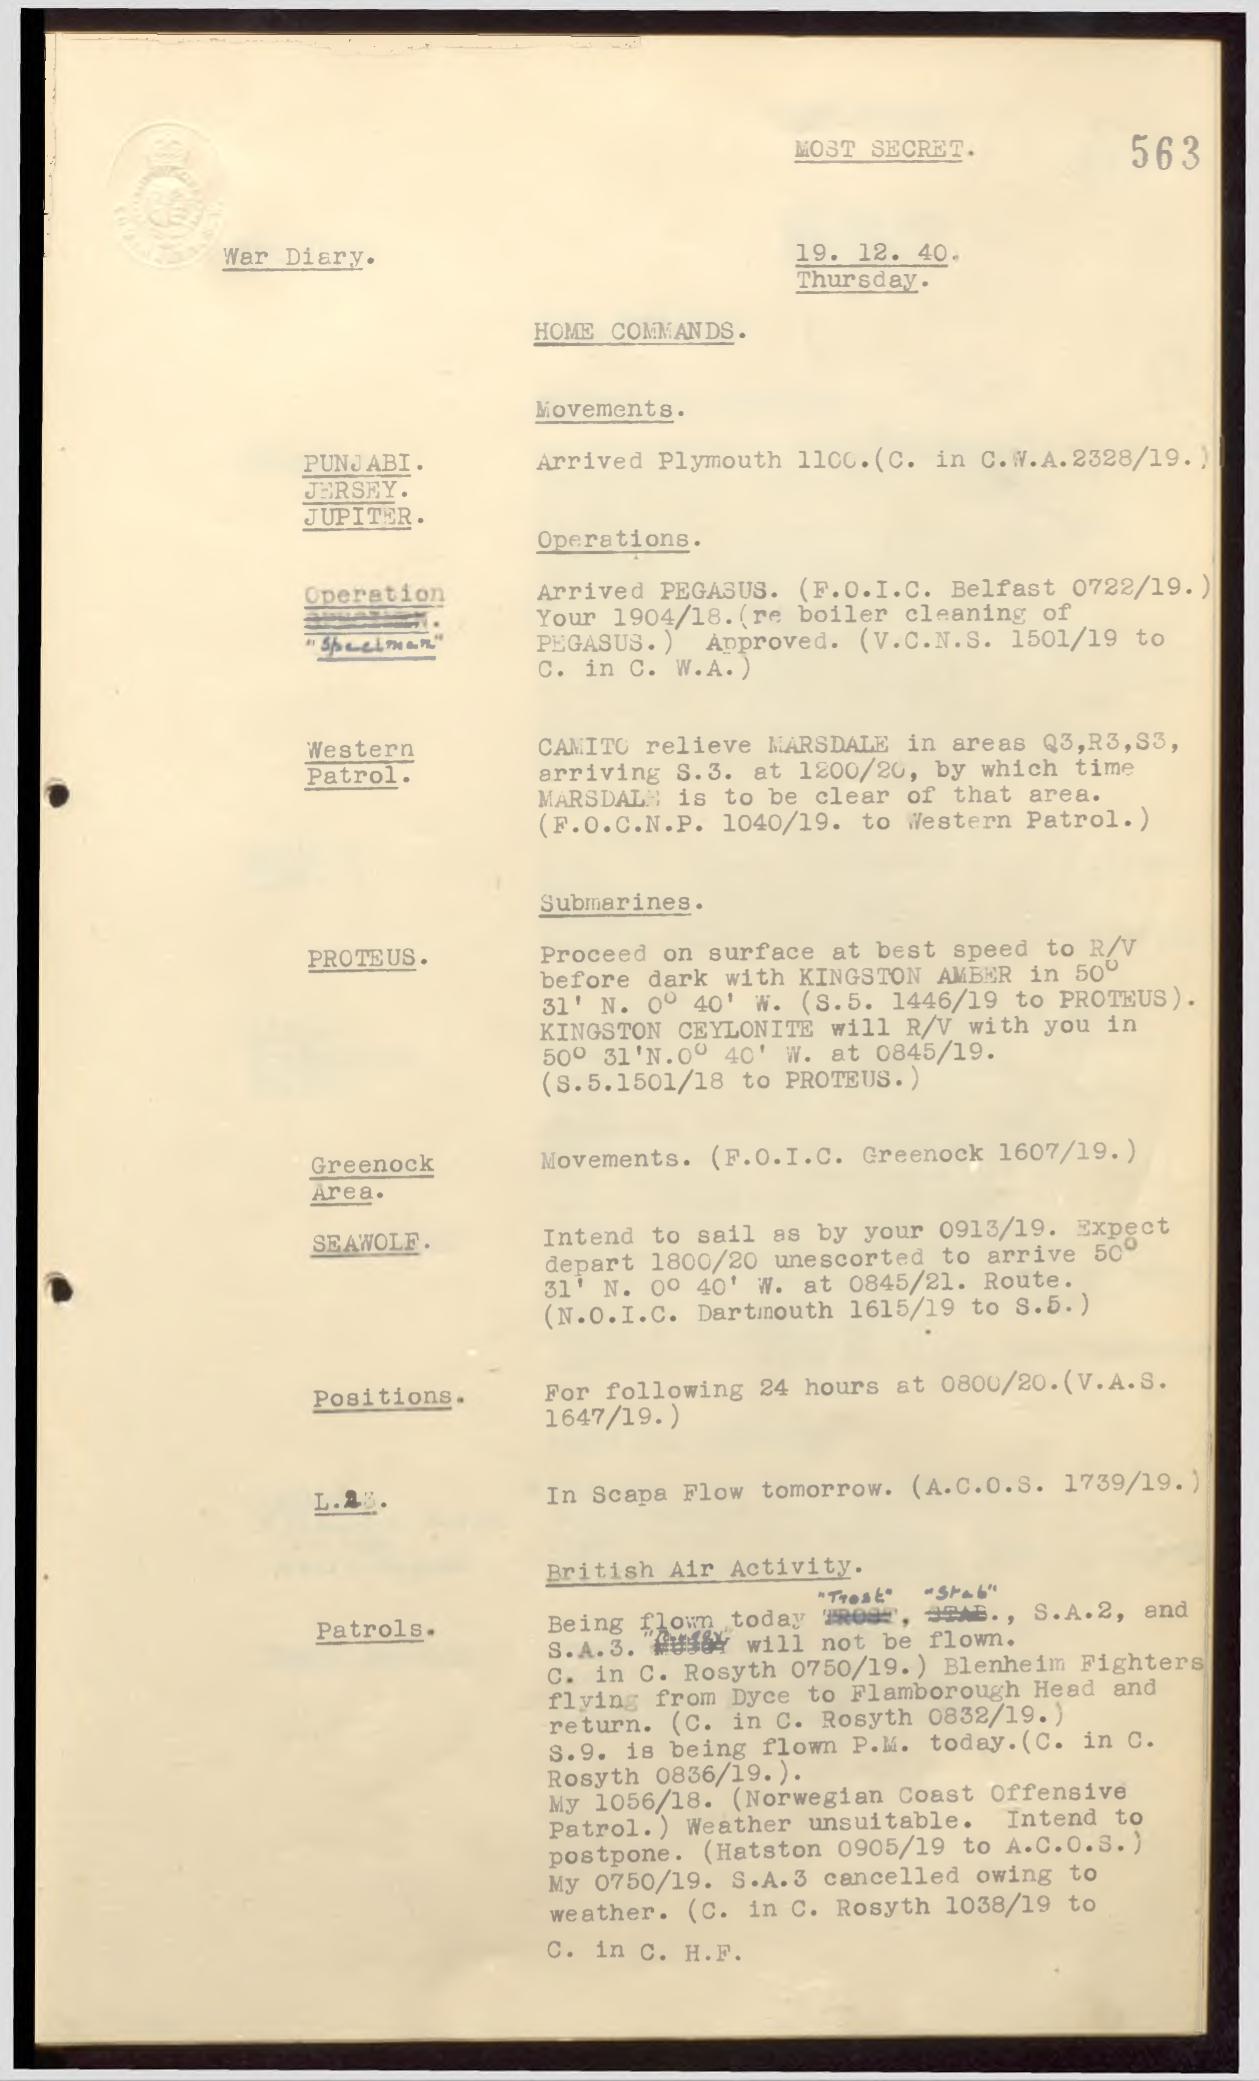 MOST SECRET.
563
War Diary.
19. 12. 40.
Thursday.
HOME COMMANDS.
Movements.
PUNJABI.
JERSEY.
JUPITER.
Arrived Plymouth 1100.(C. in C.W.A.2328/19.)
Operations.
Operation
"Specimen"
Arrived PEGASUS. (F.O.I.C. Belfast 0722/19.)
Your 1904/18.(re boiler cleaning of
PEGASUS.) Approved. (V.C.N.S. 1501/19 to
C. in C. W.A.)
Western
Patrol.
CAMITO relieve MARSDALE in areas Q3,R3,S3,
arriving S.3. at 1200/20, by which time
MARSDALE is to be clear of that area.
(F.O.C.N.P. 1040/19. to Western Patrol.)
Submarines.
PROTEUS.
Proceed on surface at best speed to R/V
before dark with KINGSTON AMBER in 50°
31' N. 0° 40' W. (S.5. 1446/19 to PROTEUS).
KINGSTON CEYLONITE will R/V with you in
50° 31'N.0° 40' W. at 0845/19.
(S.5.1501/18 to PROTEUS.)
Greenock
Area.
Movements. (F.O.I.C. Greenock 1607/19.)
SEAWOLF.
Intend to sail as by your 0913/19. Expect
depart 1800/20 unescorted to arrive 50°
31' N. 0° 40' W. at 0845/21. Route.
(N.O.I.C. Dartmouth 1615/19 to S.5.)
Positions.
For following 24 hours at 0800/20.(V.A.S.
1647/19.)
L.23.
In Scapa Flow tomorrow. (A.C.O.S. 1739/19.)
British Air Activity.
"Trost" "Stab"
Patrols.
Being flown today TROST, STAB., S.A.2, and
S.A.3. will not be flown.
C. in C. Rosyth 0750/19.) Blenheim Fighters
flying from Dyce to Flamborough Head and
return. (C. in C. Rosyth 0832/19.)
S.9. is being flown P.M. today.(C. in C.
Rosyth 0836/19.).
My 1056/18. (Norwegian Coast Offensive
Patrol.) Weather unsuitable. Intend to
postpone. (Hatston 0905/19 to A.C.O.S.)
My 0750/19. S.A.3 cancelled owing to
weather. (C. in C. Rosyth 1038/19 to
C. in C. H.F.